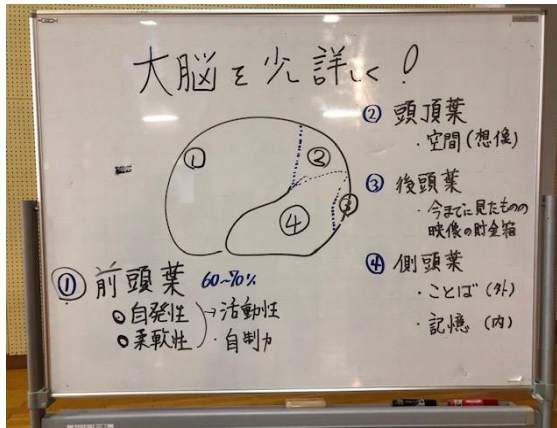 大脳を少し詳しく!
①
②
③
④
① 前頭葉 60~70%
○自発性 → 活動性
○柔軟性 ・自制力
② 頭頂葉
・空間(想像)
③ 後頭葉
・今までに見たものの
映像の貯金箱
④ 側頭葉
・ことば(外)
・記憶(内)